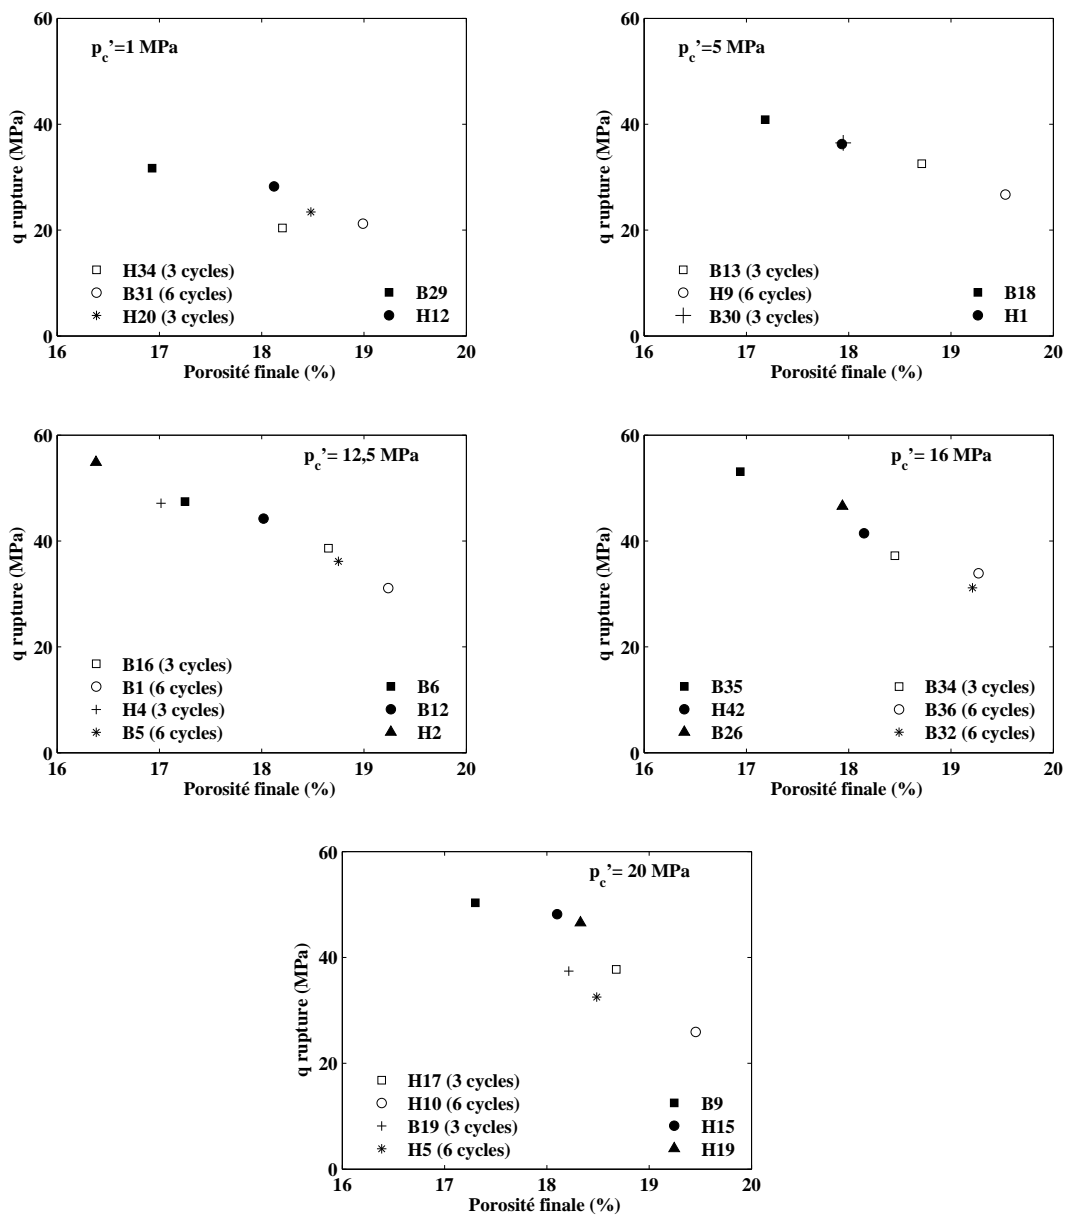 60
40
20
0
16 17 18 19 20
q rupture (MPa)
Porosité finale (%)
p_c’=1 MPa
H34 (3 cycles)
B31 (6 cycles)
H20 (3 cycles)
B29
H12
60
40
20
0
16 17 18 19 20
q rupture (MPa)
Porosité finale (%)
p_c’=5 MPa
B13 (3 cycles)
H9 (6 cycles)
B30 (3 cycles)
B18
H1
60
40
20
0
16 17 18 19 20
q rupture (MPa)
Porosité finale (%)
p_c’= 12,5 MPa
B16 (3 cycles)
B1 (6 cycles)
H4 (3 cycles)
B5 (6 cycles)
B6
B12
H2
60
40
20
0
16 17 18 19 20
q rupture (MPa)
Porosité finale (%)
p_c’= 16 MPa
B35
H42
B26
B34 (3 cycles)
B36 (6 cycles)
B32 (6 cycles)
60
40
20
0
16 17 18 19 20
q rupture (MPa)
Porosité finale (%)
p_c’= 20 MPa
H17 (3 cycles)
H10 (6 cycles)
B19 (3 cycles)
H5 (6 cycles)
B9
H15
H19